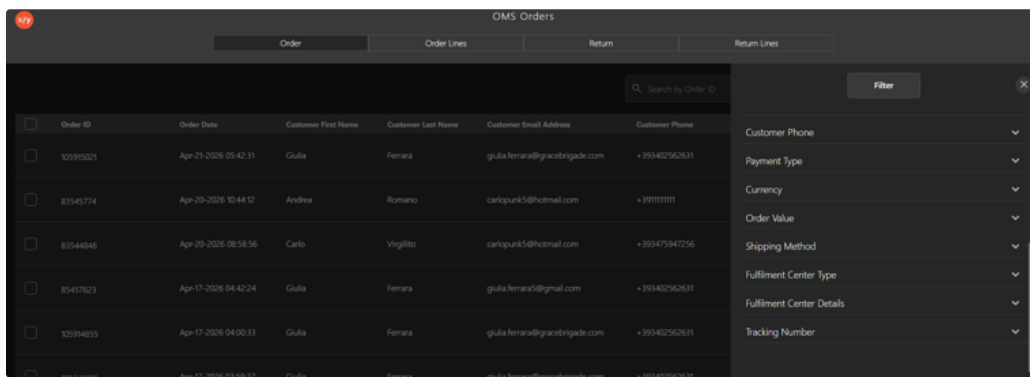 x/y
OMS Orders
Order Order Lines Return Return Lines
Search by Order ID
Filter
Order ID Order Date Customer First Name Customer Last Name Customer Email Address Customer Phone
105915021 Apr-21-2026 05:42:31 Giulia Ferrara giulia.ferrara@gracebrigade.com +393402562631
83545774 Apr-20-2026 10:44:12 Andrea Romano carlopunk5@hotmail.com
83544846 Apr-20-2026 08:58:56 Carlo Virgillito carlopunk5@hotmail.com +393475947256
85457623 Apr-17-2026 04:42:24 Giulia Ferrara giulia.ferrara5@gmail.com +393402562631
105914855 Apr-17-2026 04:00:33 Giulia Ferrara giulia.ferrara@gracebrigade.com +393402562631
Customer Phone
Payment Type
Currency
Order Value
Shipping Method
Fulfilment Center Type
Fulfilment Center Details
Tracking Number